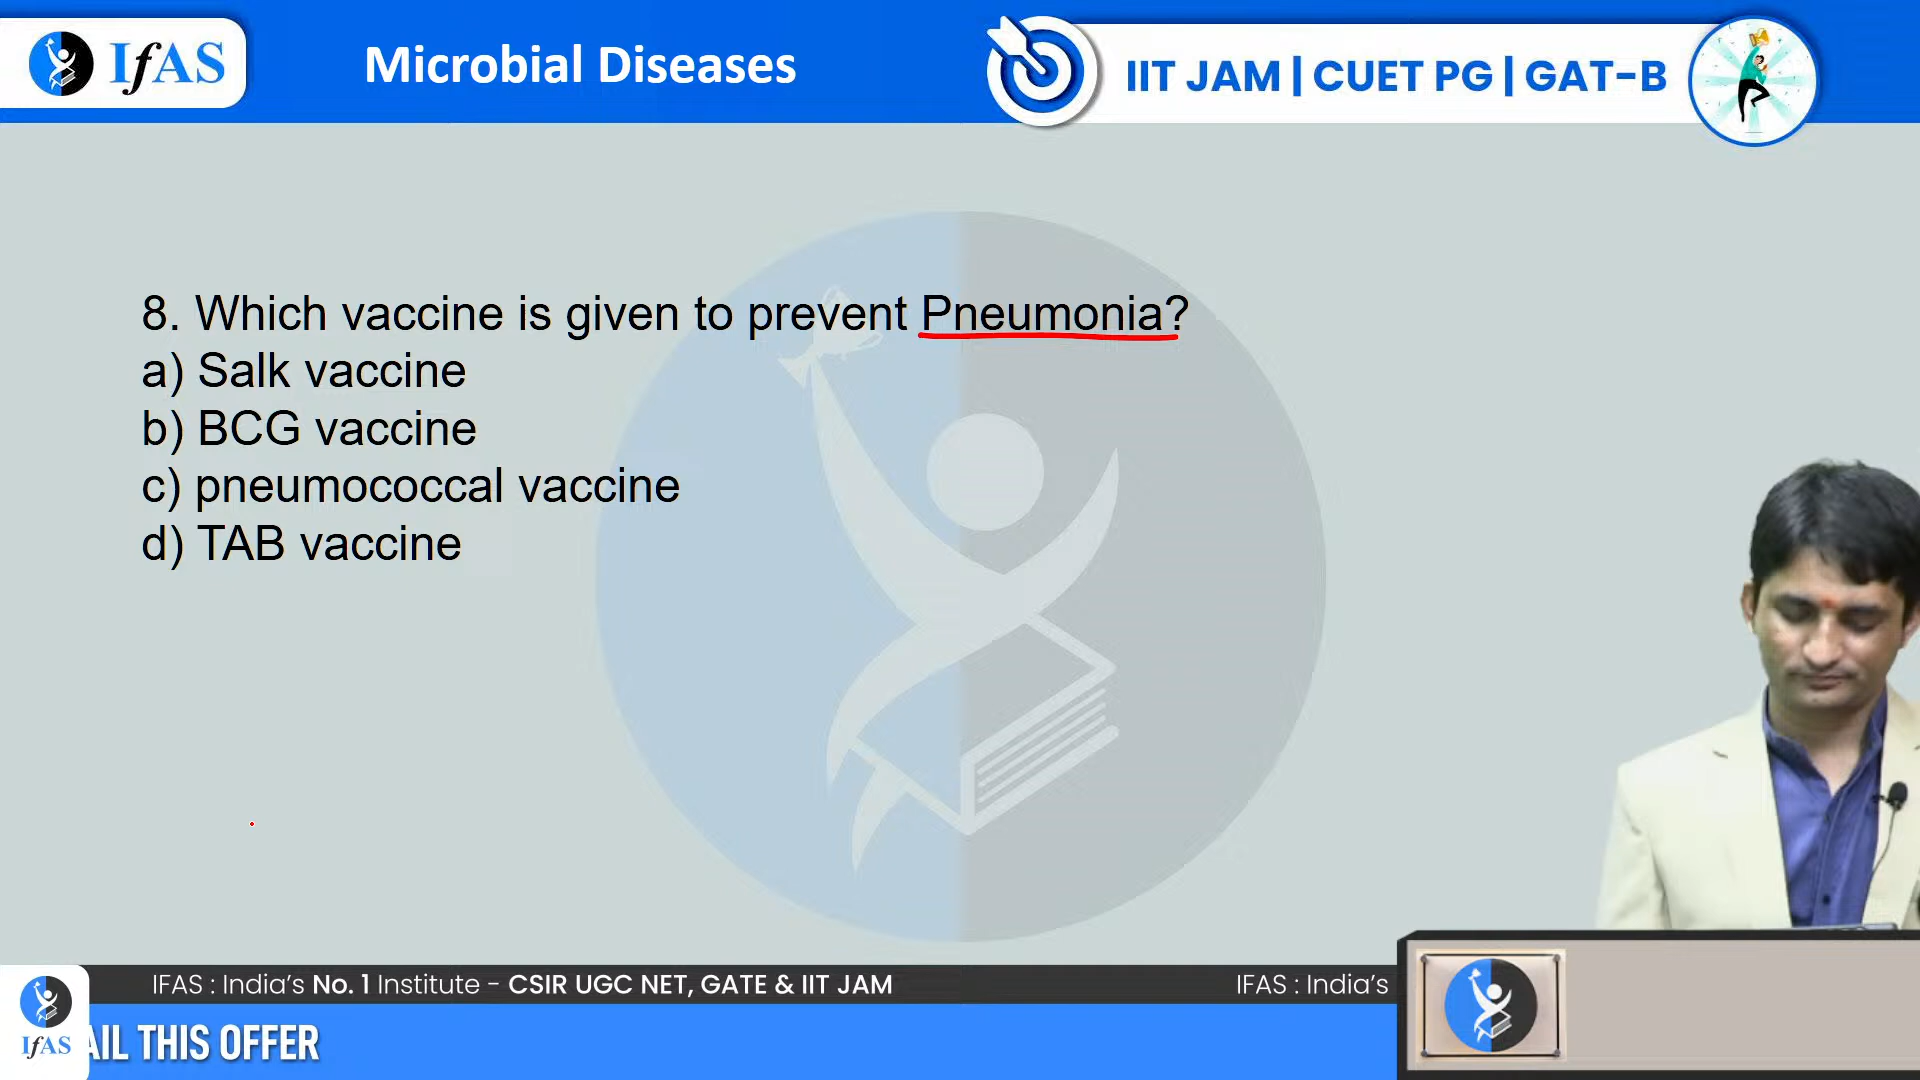 IfAS
Microbial Diseases
IIT JAM | CUET PG | GAT-B
8. Which vaccine is given to prevent Pneumonia?
a) Salk vaccine
b) BCG vaccine
c) pneumococcal vaccine
d) TAB vaccine
IFAS : India's No. 1 Institute - CSIR UGC NET, GATE & IIT JAM
IFAS : India's
IfAS
AIL THIS OFFER